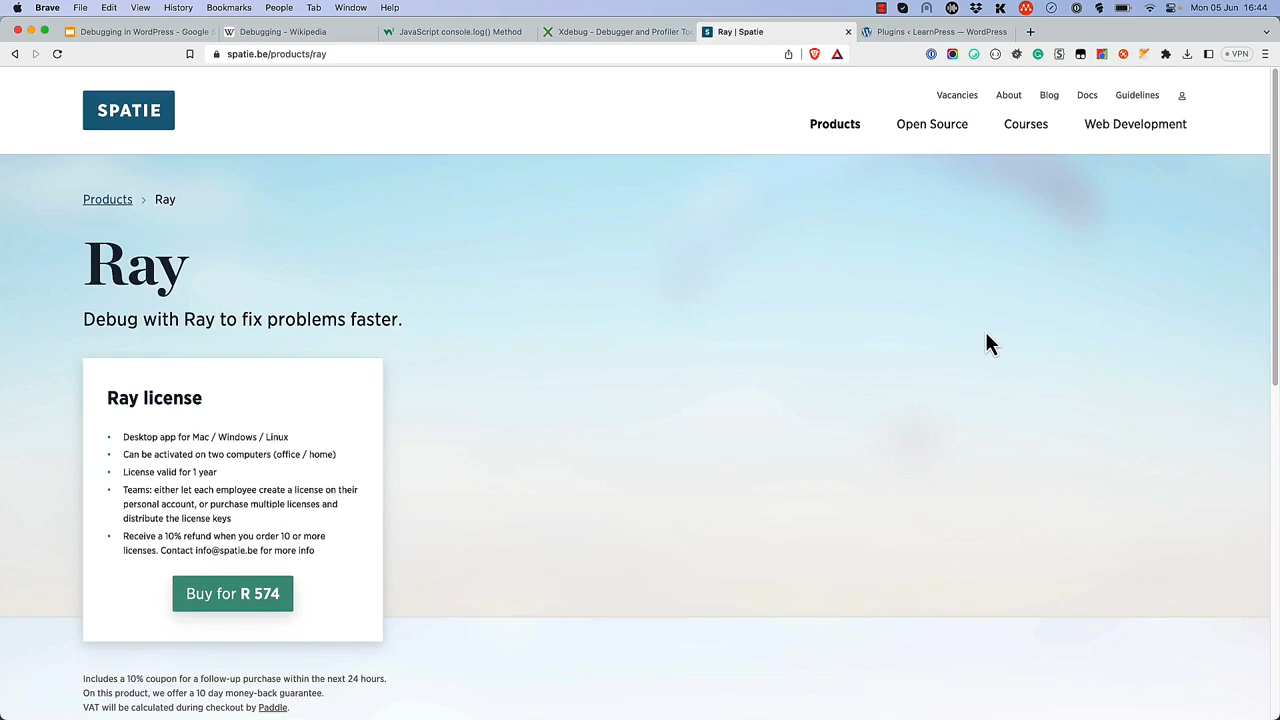 Brave File Edit View History Bookmarks People Tab Window Help
Mon 05 Jun 16:44
Debugging in WordPress - Google S
Debugging - Wikipedia
JavaScript console.log() Method
Xdebug - Debugger and Profiler To
Ray | Spatie
Plugins ‹ LearnPress — WordPress
spatie.be/products/ray
VPN
SPATIE
Vacancies About Blog Docs Guidelines
Products Open Source Courses Web Development
Products > Ray
Ray
Debug with Ray to fix problems faster.
Ray license
• Desktop app for Mac / Windows / Linux
• Can be activated on two computers (office / home)
• License valid for 1 year
• Teams: either let each employee create a license on their
personal account, or purchase multiple licenses and
distribute the license keys
• Receive a 10% refund when you order 10 or more
licenses. Contact info@spatie.be for more info
Buy for R 574
Includes a 10% coupon for a follow-up purchase within the next 24 hours.
On this product, we offer a 10 day money-back guarantee.
VAT will be calculated during checkout by Paddle.